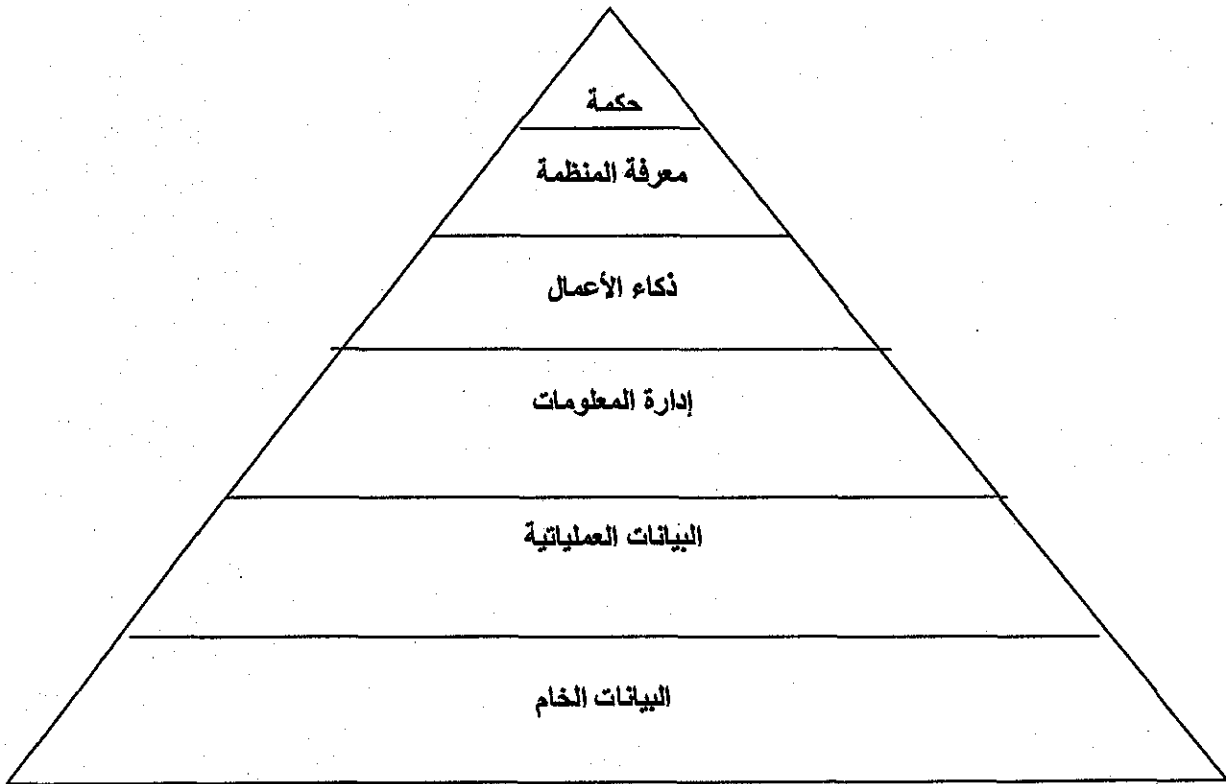 حكمة
معرفة المنظمة
ذكاء الأعمال
إدارة المعلومات
البيانات العملياتية
البيانات الخام